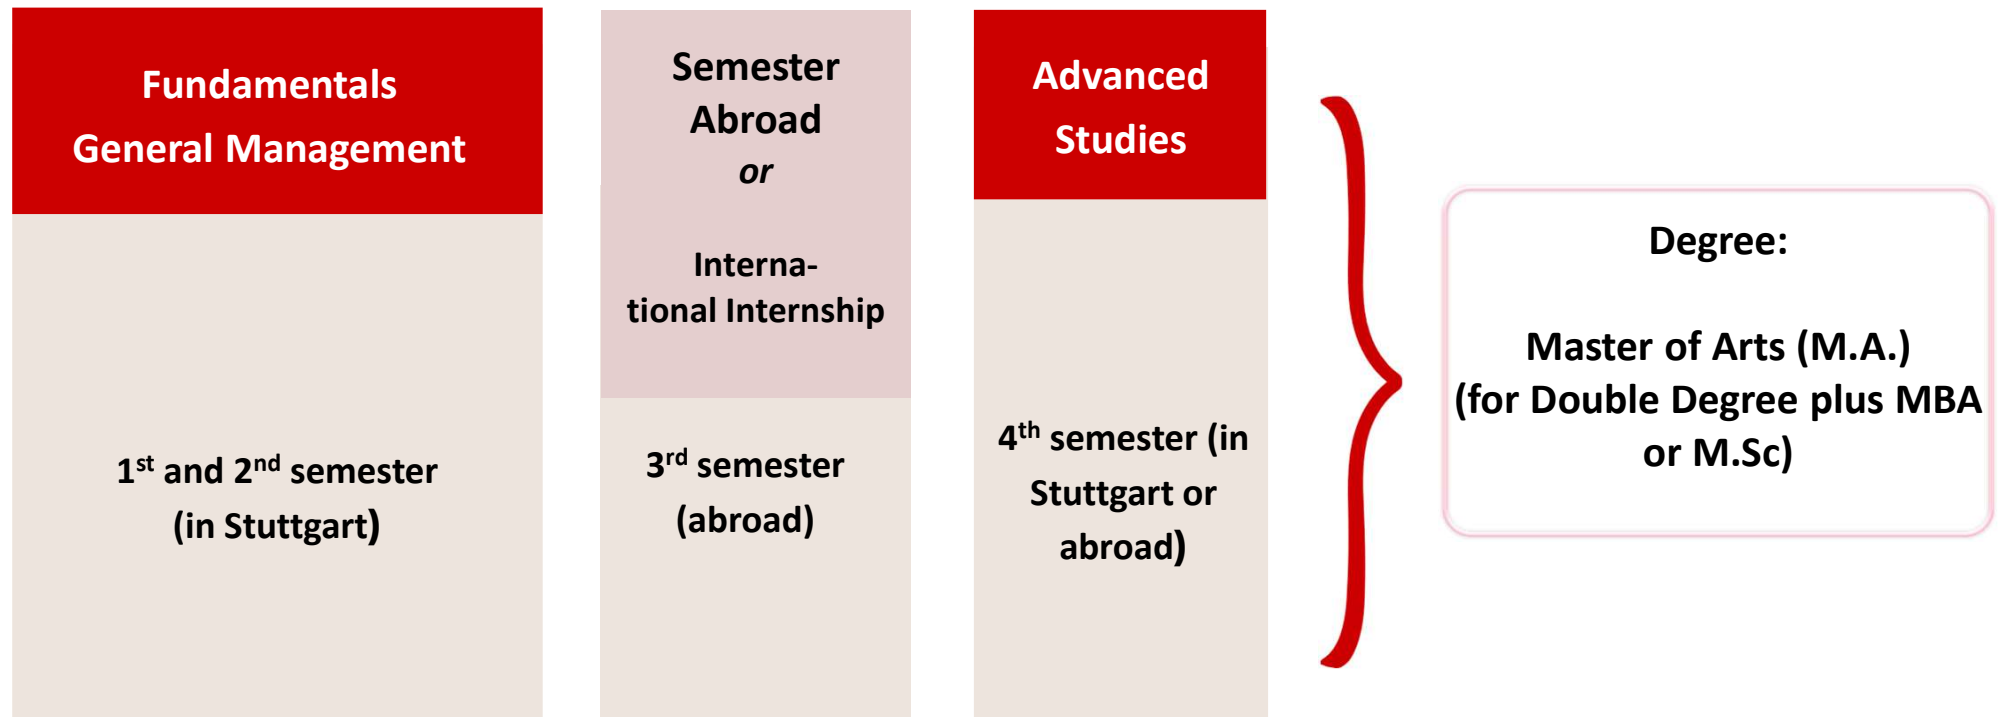 Fundamentals
General Management
1st and 2nd semester
(in Stuttgart)
Semester
Abroad
or
Interna-
tional Internship
3rd semester
(abroad)
Advanced
Studies
4th semester (in
Stuttgart or
abroad)
Degree:
Master of Arts (M.A.)
(for Double Degree plus MBA
or M.Sc)